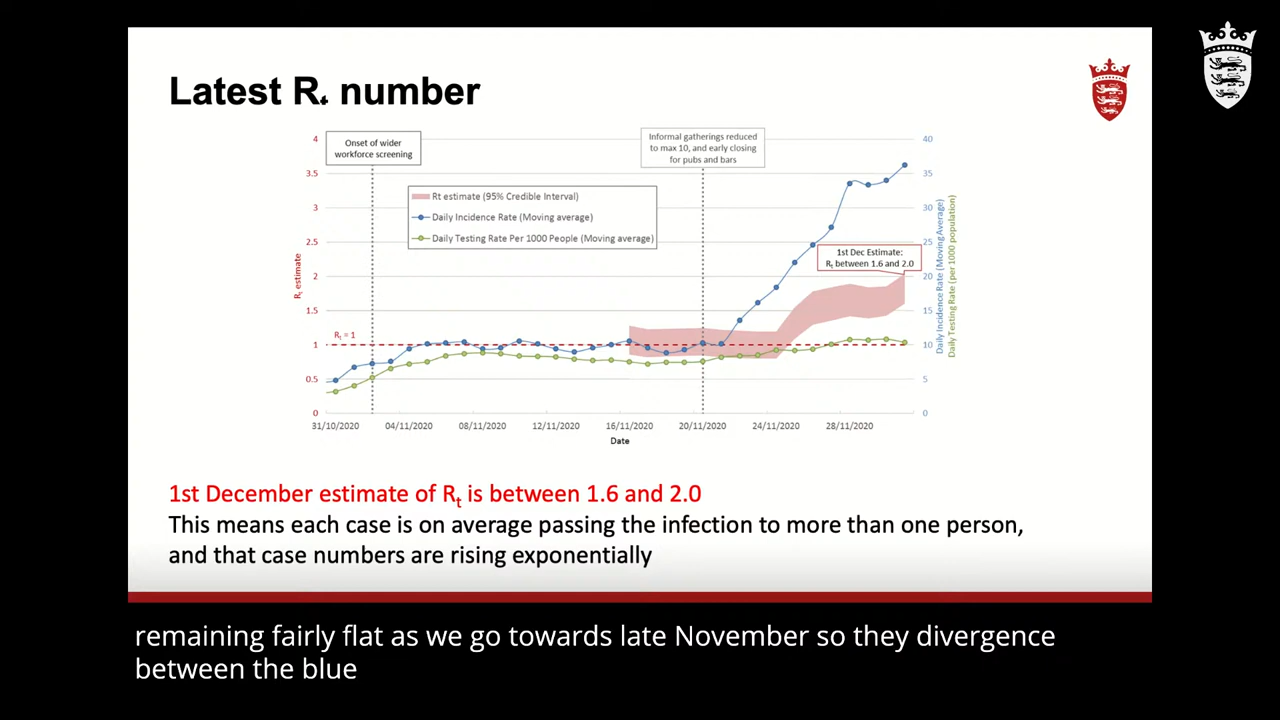 Latest Rₜ number
Onset of wider
workforce screening
Informal gatherings reduced
to max 10, and early closing
for pubs and bars
Rt estimate (95% Credible Interval)
Daily Incidence Rate (Moving average)
Daily Testing Rate Per 1000 People (Moving average)
1st Dec Estimate:
Rₜ between 1.6 and 2.0
Rₜ = 1
Rₜ estimate
4
3.5
3
2.5
2
1.5
1
0.5
0
40
35
30
25
20
15
10
5
0
Daily Incidence Rate (Moving Average)
Daily Testing Rate (per 1000 population)
31/10/2020 04/11/2020 08/11/2020 12/11/2020 16/11/2020 20/11/2020 24/11/2020 28/11/2020
Date
1st December estimate of Rₜ is between 1.6 and 2.0
This means each case is on average passing the infection to more than one person,
and that case numbers are rising exponentially
remaining fairly flat as we go towards late November so they divergence
between the blue